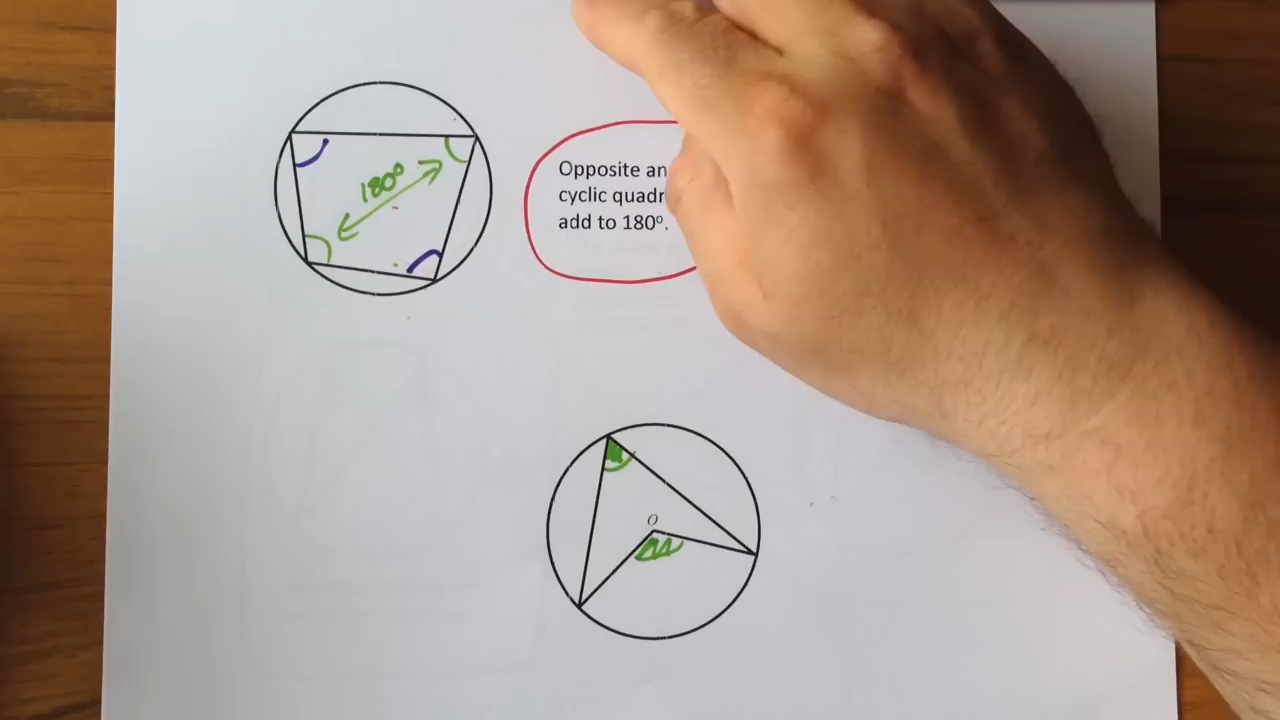 180°
Opposite an
cyclic quadr
add to 180°.
O